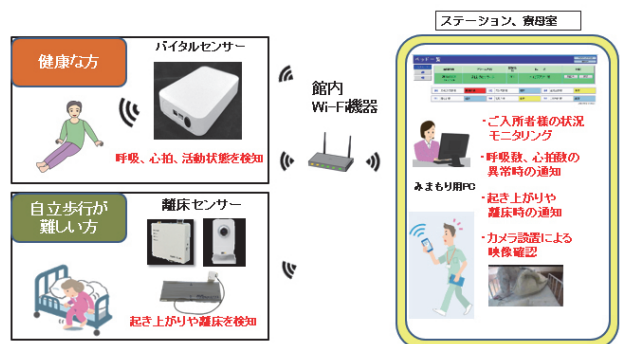 ステーション、寮母室
健康な方
バイタルセンサー
呼吸、心拍、活動状態を検知
館内
Wi-Fi機器
自立歩行が
難しい方
離床センサー
起き上がりや離床を検知
ベッド一覧
・ご入所者様の状況
モニタリング
・呼吸数、心拍数の
異常時の通知
みまもり用PC
・起き上がりや
離床時の通知
・カメラ設置による
映像確認